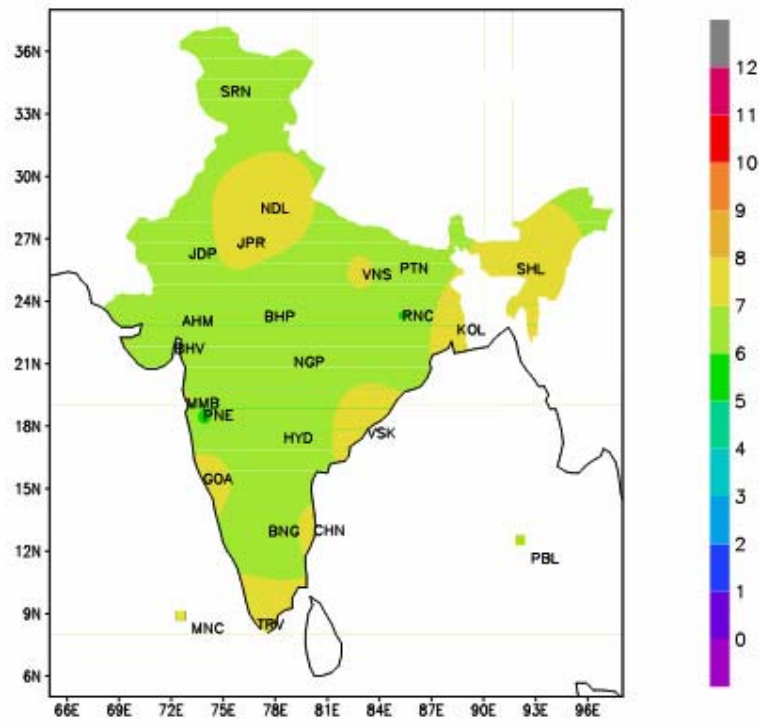 36N
12
SRN
33N
11
10
30N
NDL
9
27N
JPR
JDP
PTN
SHL
VNS
8
24N
AHM
BHP
RNC
KOL
7
BHV
NGP
21N
6
MMB
PNE
5
18N
HYD
VSK
4
15N
GOA
3
BNG
CHN
12N
PBL
2
9N
MNC
TRV
1
0
6N
66E 69E 72E 75E 78E 81E 84E 87E 90E 93E 96E